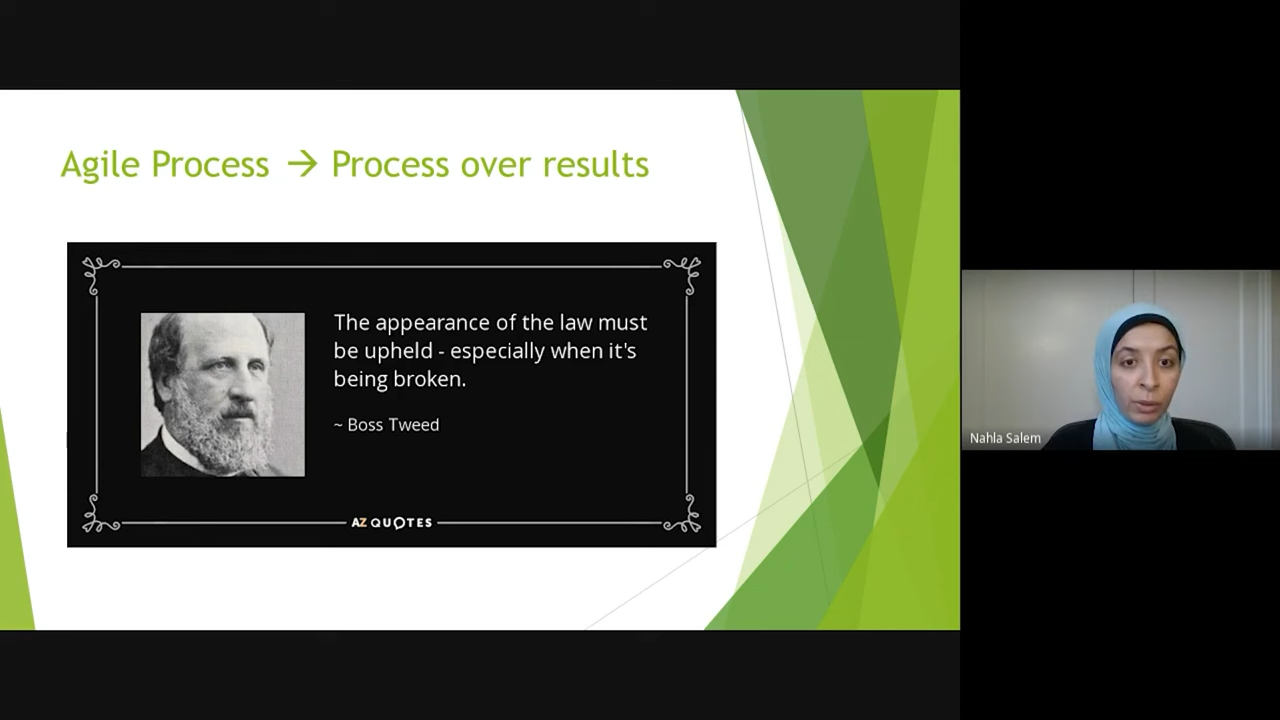 Agile Process → Process over results
The appearance of the law must
be upheld - especially when it's
being broken.
~ Boss Tweed
AZ QUOTES
Nahla Salem